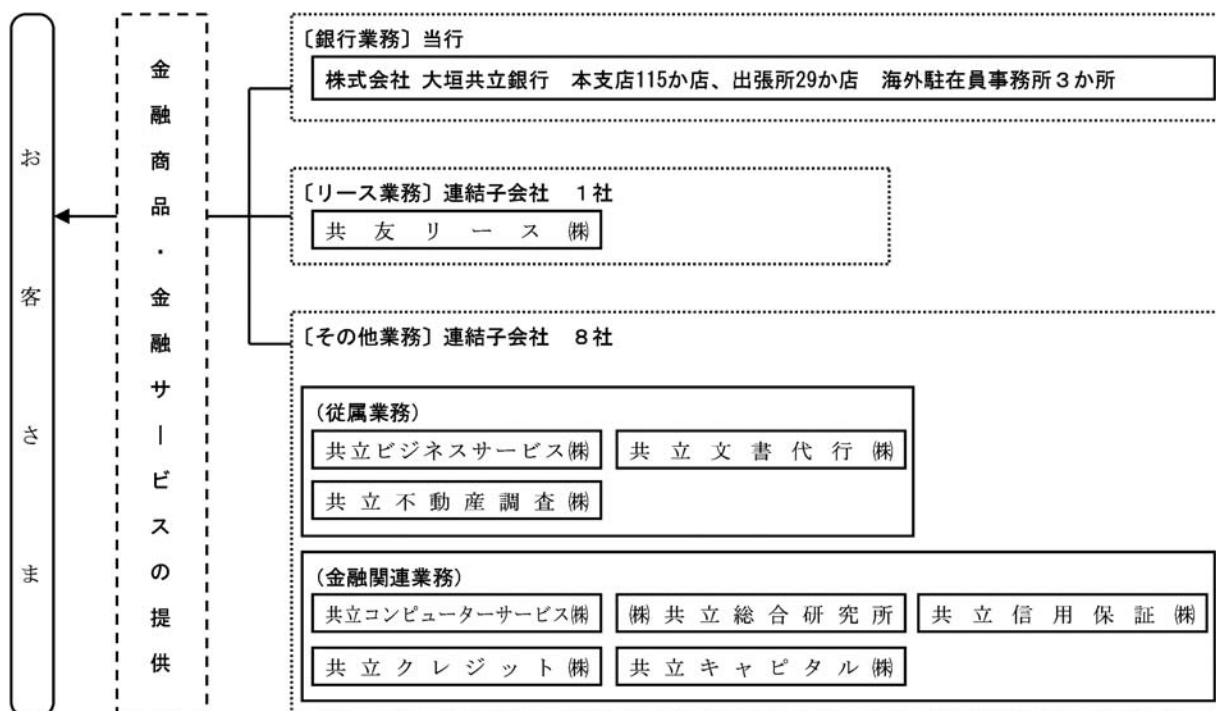 お客さま
金融商品・金融サービスの提供
〔銀行業務〕当行
株式会社 大垣共立銀行 本支店115か店、出張所29か店 海外駐在員事務所３か所
〔リース業務〕連結子会社 １社
共友リース㈱
〔その他業務〕連結子会社 ８社
(従属業務)
共立ビジネスサービス㈱ 共立文書代行㈱
共立不動産調査㈱
(金融関連業務)
共立コンピューターサービス㈱ ㈱共立総合研究所 共立信用保証㈱
共立クレジット㈱ 共立キャピタル㈱